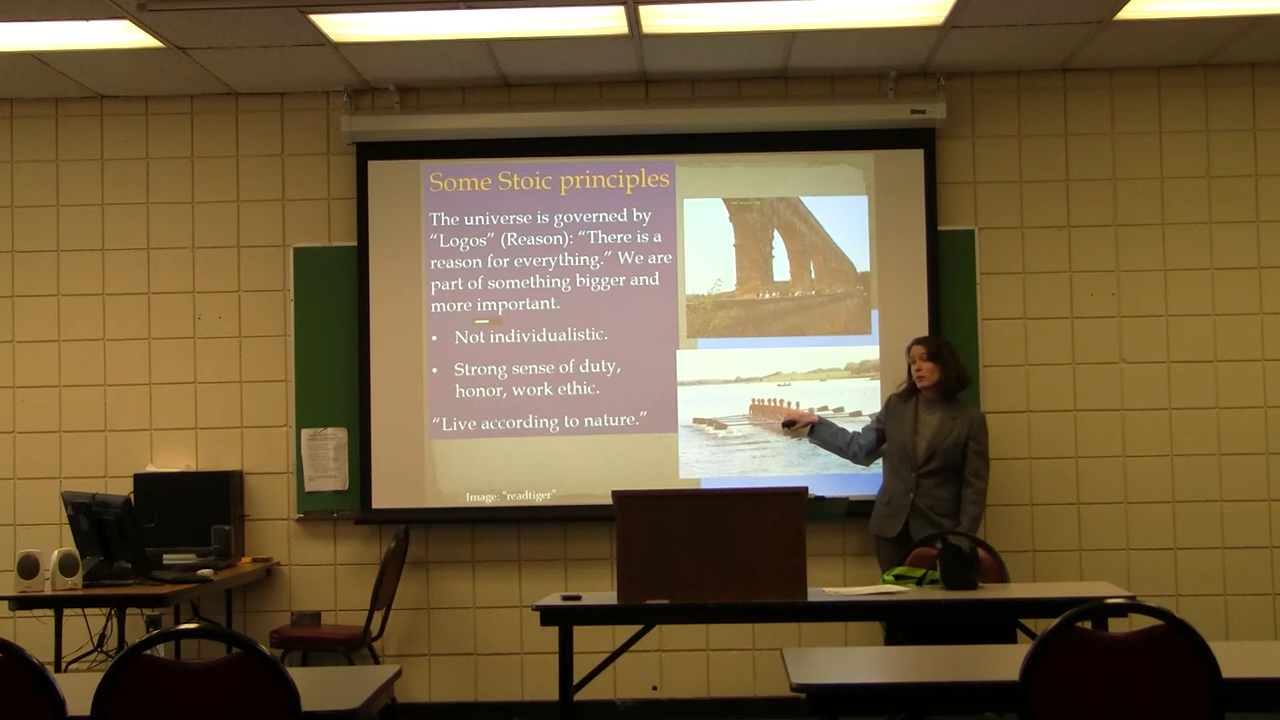 Some Stoic principles
The universe is governed by
“Logos” (Reason): “There is a
reason for everything.” We are
part of something bigger and
more important.
• Not individualistic.
• Strong sense of duty,
honor, work ethic.
“Live according to nature.”
Image: “readtiger”